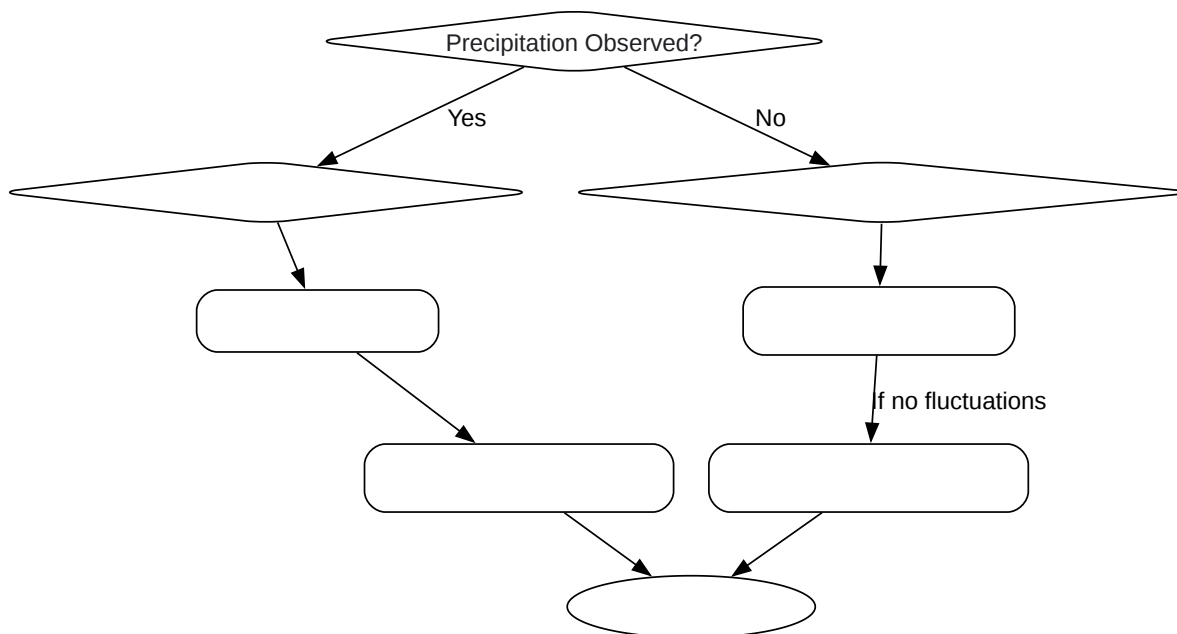 Precipitation Observed?
Yes
No
If no fluctuations